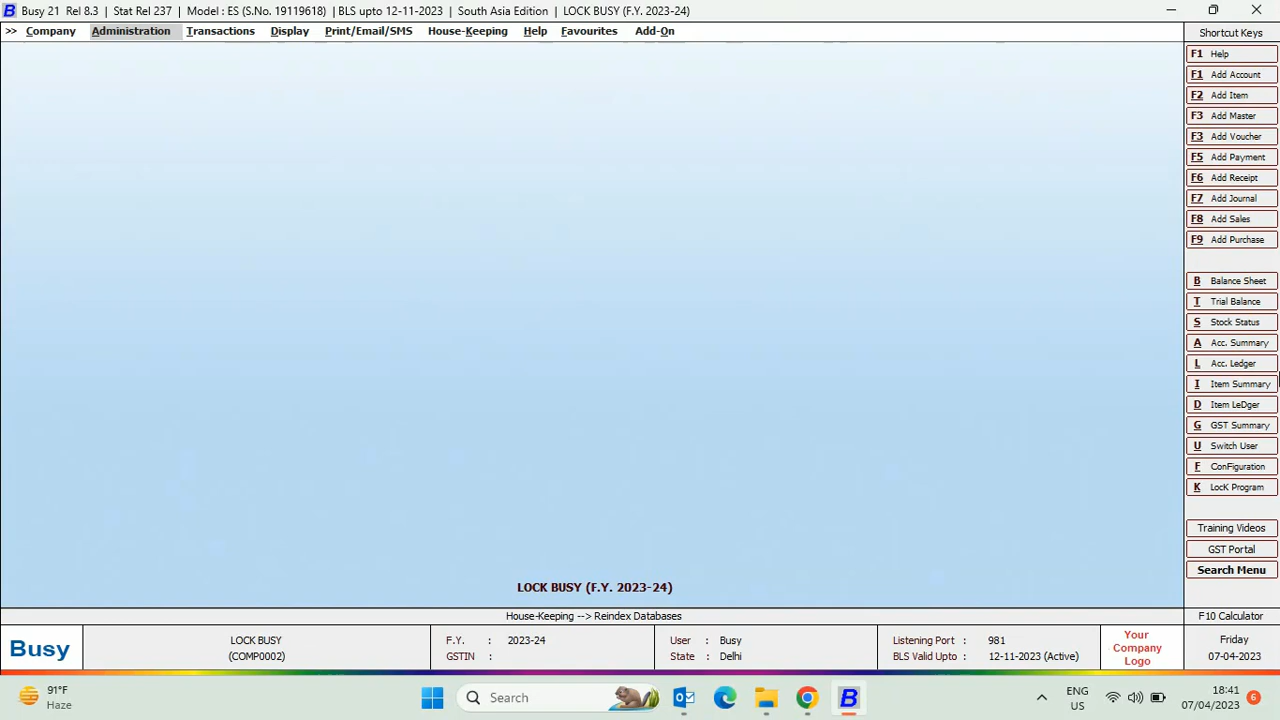 Busy 21 Rel 8.3 | Stat Rel 237 | Model : ES (S.No. 19119618) | BLS upto 12-11-2023 | South Asia Edition | LOCK BUSY (F.Y. 2023-24)
>> Company Administration Transactions Display Print/Email/SMS House-Keeping Help Favourites Add-On
Shortcut Keys
F1 Help
F1 Add Account
F2 Add Item
F3 Add Master
F3 Add Voucher
F5 Add Payment
F6 Add Receipt
F7 Add Journal
F8 Add Sales
F9 Add Purchase
B Balance Sheet
T Trial Balance
S Stock Status
A Acc. Summary
L Acc. Ledger
I Item Summary
D Item LeDger
G GST Summary
U Switch User
F ConFiguration
K LocK Program
Training Videos
GST Portal
Search Menu
LOCK BUSY (F.Y. 2023-24)
House-Keeping --> Reindex Databases
F10 Calculator
Busy
LOCK BUSY
(COMP0002)
F.Y. : 2023-24
GSTIN :
User : Busy
State : Delhi
Listening Port : 981
BLS Valid Upto : 12-11-2023 (Active)
Your
Company
Logo
Friday
07-04-2023
91°F
Haze
Search
ENG
US
18:41
07/04/2023
6